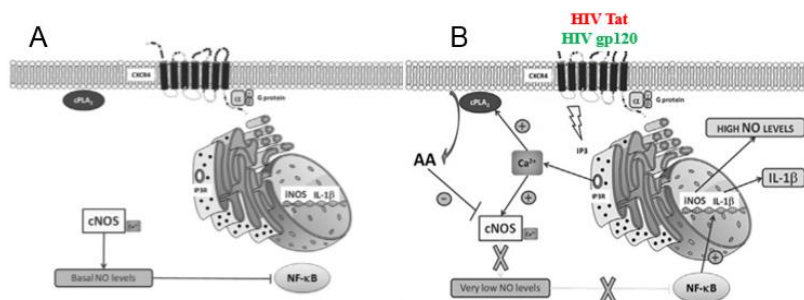 A
CXCR4
α
G protein
cPLA₂
IP3R
iNOS IL-1β
cNOS
Ca²⁺
Basal NO levels
NF-κB
B
HIV Tat
HIV gp120
CXCR4
α
G protein
cPLA₂
HIGH NO LEVELS
IP3
+
Ca²⁺
AA
IL-1β
IP3R
iNOS IL-1β
-
+
cNOS
Ca²⁺
+
Very low NO levels
NF-κB